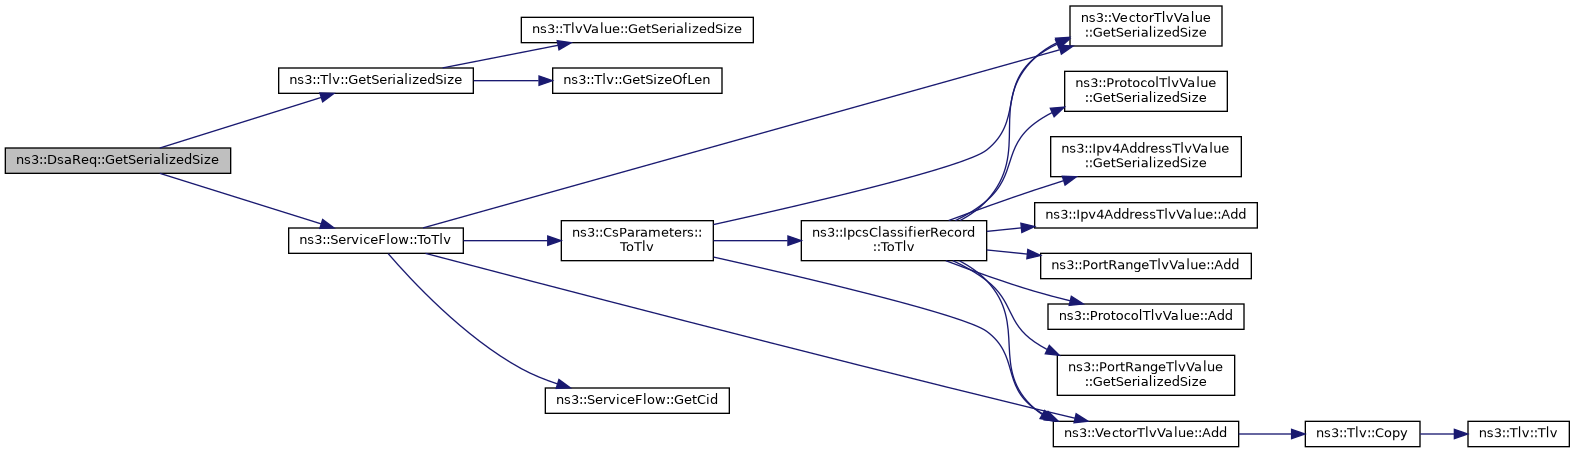 ns3::DsaReq::GetSerializedSize
ns3::Tlv::GetSerializedSize
ns3::TlvValue::GetSerializedSize
ns3::Tlv::GetSizeOfLen
ns3::ServiceFlow::ToTlv
ns3::CsParameters::
ToTlv
ns3::ServiceFlow::GetCid
ns3::IpcsClassifierRecord
::ToTlv
ns3::VectorTlvValue
::GetSerializedSize
ns3::ProtocolTlvValue
::GetSerializedSize
ns3::Ipv4AddressTlvValue
::GetSerializedSize
ns3::Ipv4AddressTlvValue::Add
ns3::PortRangeTlvValue::Add
ns3::ProtocolTlvValue::Add
ns3::PortRangeTlvValue
::GetSerializedSize
ns3::VectorTlvValue::Add
ns3::Tlv::Copy
ns3::Tlv::Tlv